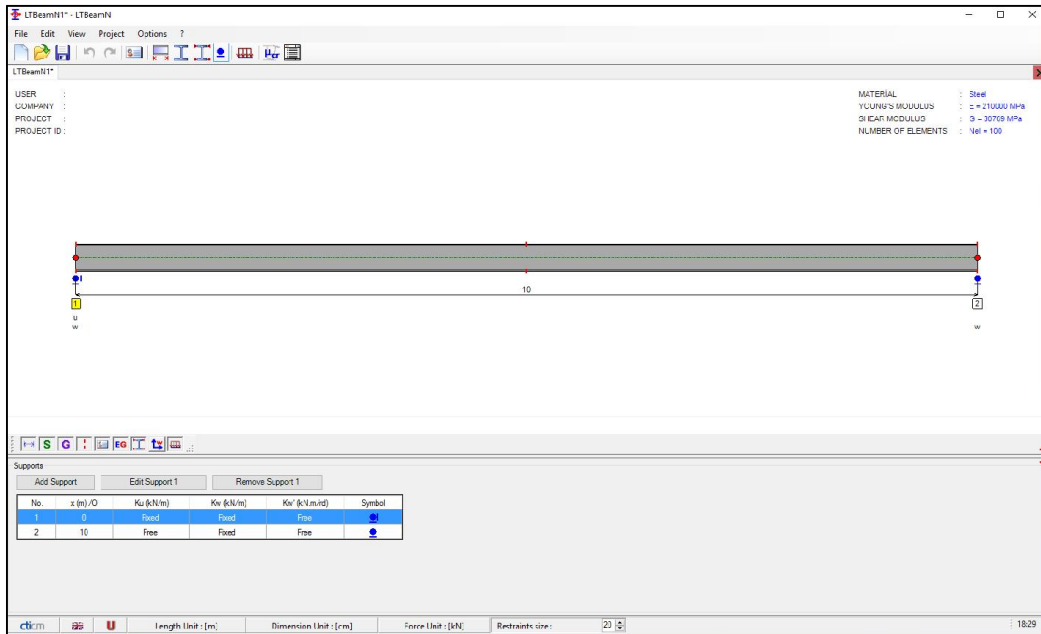 LTBeamN1* - LTBeamN
File Edit View Project Options ?
μcr
LTBeamN1*
USER :
COMPANY :
PROJECT :
PROJECT ID :
MATERIAL : Steel
YOUNG'S MODULUS : E = 210000 MPa
SHEAR MODULUS : G = 80769 MPa
NUMBER OF ELEMENTS : Nel = 100
10
1 2
u
w w
S G EG
Supports
Add Support Edit Support 1 Remove Support 1
No. x (m) /O Ku (kN/m) Kw (kN/m) Kw' (kN.m/rd) Symbol
1 0 Fixed Fixed Free
2 10 Free Fixed Free
cticm U Length Unit : [m] Dimension Unit : [cm] Force Unit : [kN] Restraints size : 20 18:29